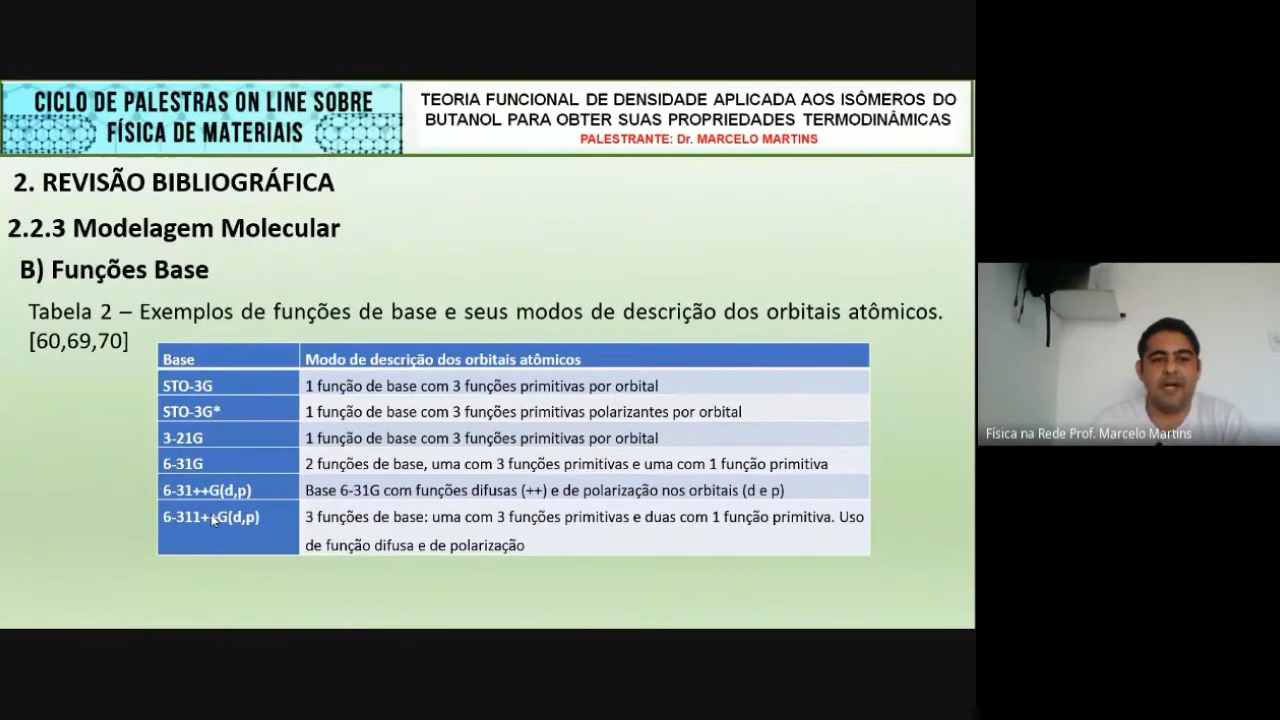 CICLO DE PALESTRAS ON LINE SOBRE
FÍSICA DE MATERIAIS
TEORIA FUNCIONAL DE DENSIDADE APLICADA AOS ISÔMEROS DO
BUTANOL PARA OBTER SUAS PROPRIEDADES TERMODINÂMICAS
PALESTRANTE: Dr. MARCELO MARTINS
2. REVISÃO BIBLIOGRÁFICA
2.2.3 Modelagem Molecular
B) Funções Base
Tabela 2 – Exemplos de funções de base e seus modos de descrição dos orbitais atômicos.
[60,69,70]
Base Modo de descrição dos orbitais atômicos
STO-3G 1 função de base com 3 funções primitivas por orbital
STO-3G* 1 função de base com 3 funções primitivas polarizantes por orbital
3-21G 1 função de base com 3 funções primitivas por orbital
6-31G 2 funções de base, uma com 3 funções primitivas e uma com 1 função primitiva
6-31++G(d,p) Base 6-31G com funções difusas (++) e de polarização nos orbitais (d e p)
6-311++G(d,p) 3 funções de base: uma com 3 funções primitivas e duas com 1 função primitiva. Uso
de função difusa e de polarização
Física na Rede Prof. Marcelo Martins